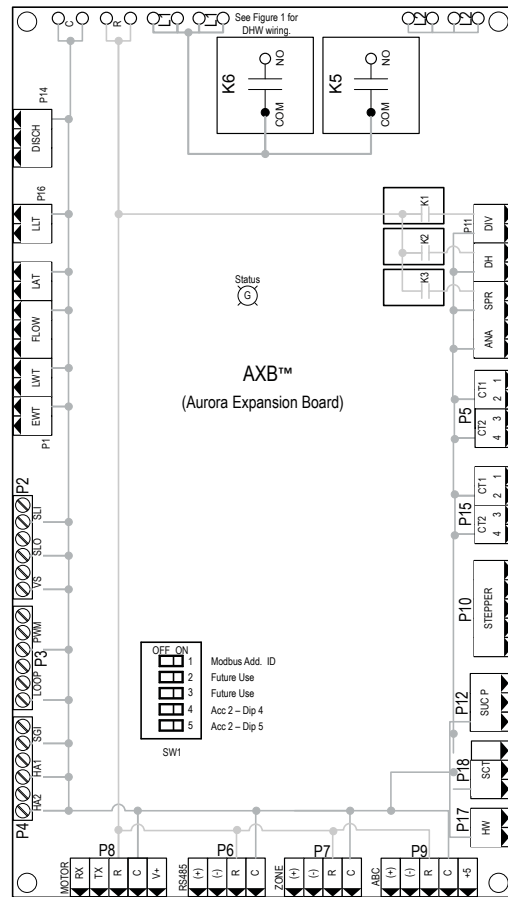 C
R
L1
L1
See Figure 1 for
DHW wiring.
L2
L2
K6
NO
COM
K5
NO
COM
P14
DISCH
P16
LLT
LAT
FLOW
LWT
EWT
P1
K1
K2
K3
P11
DIV
DH
SPR
ANA
Status
G
AXB™
(Aurora Expansion Board)
P5
CT1 1
2
CT2 3
4
P15
CT1 1
2
CT2 3
4
P10
STEPPER
P2
SLI
SLO
VS
P3
PWM
LOOP
P4
SGI
HA1
HA2
OFF ON
1 Modbus Add. ID
2 Future Use
3 Future Use
4 Acc 2 – Dip 4
5 Acc 2 – Dip 5
SW1
P12
SUC P
P18
SCT
P17
HW
P8
MOTOR
RX
TX
R
C
V+
P6
RS485
(+)
(-)
R
C
P7
ZONE
(+)
(-)
R
C
P9
ABC
(+)
(-)
R
C
+5